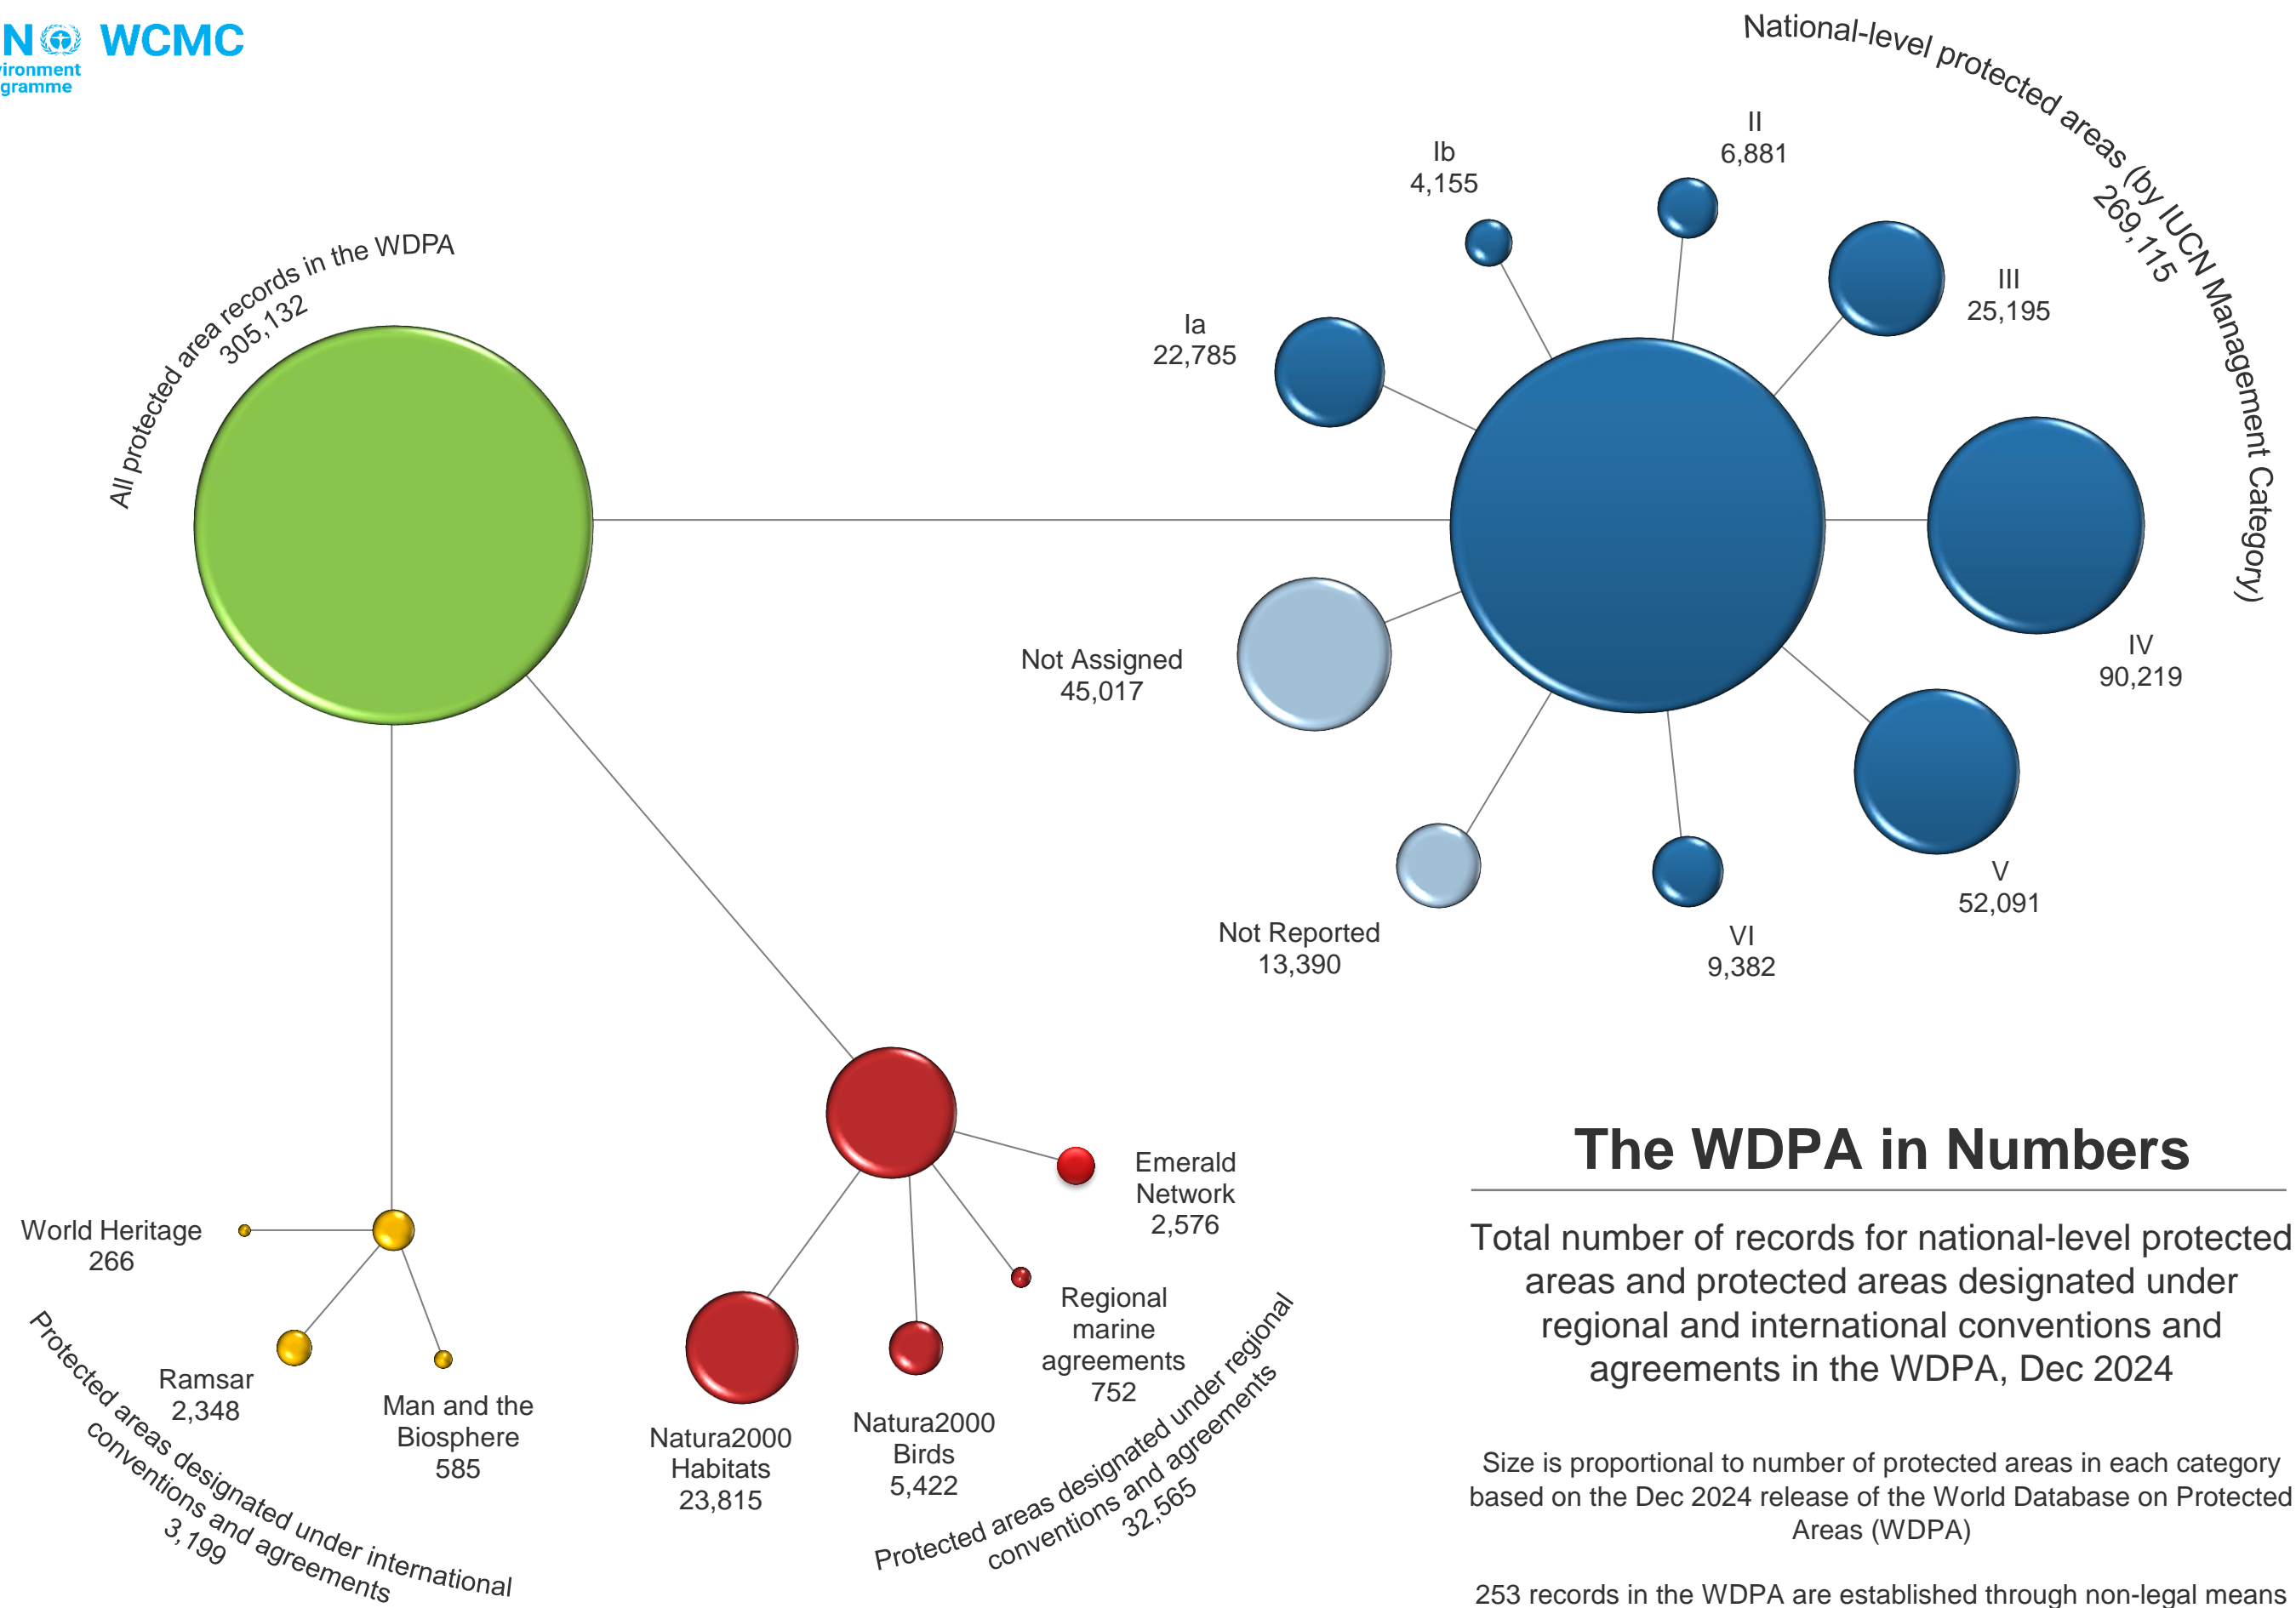 N WCMC
ironment
gramme
All protected area records in the WDPA
305,132
National-level protected areas (by IUCN Management Category)
269,115
Ia
22,785
Ib
4,155
II
6,881
III
25,195
IV
90,219
V
52,091
VI
9,382
Not Reported
13,390
Not Assigned
45,017
World Heritage
266
Ramsar
2,348
Man and the
Biosphere
585
Protected areas designated under international
conventions and agreements
3,199
Natura2000
Habitats
23,815
Natura2000
Birds
5,422
Regional
marine
agreements
752
Emerald
Network
2,576
Protected areas designated under regional
conventions and agreements
32,565
The WDPA in Numbers
Total number of records for national-level protected
areas and protected areas designated under
regional and international conventions and
agreements in the WDPA, Dec 2024
Size is proportional to number of protected areas in each category
based on the Dec 2024 release of the World Database on Protected
Areas (WDPA)
253 records in the WDPA are established through non-legal means